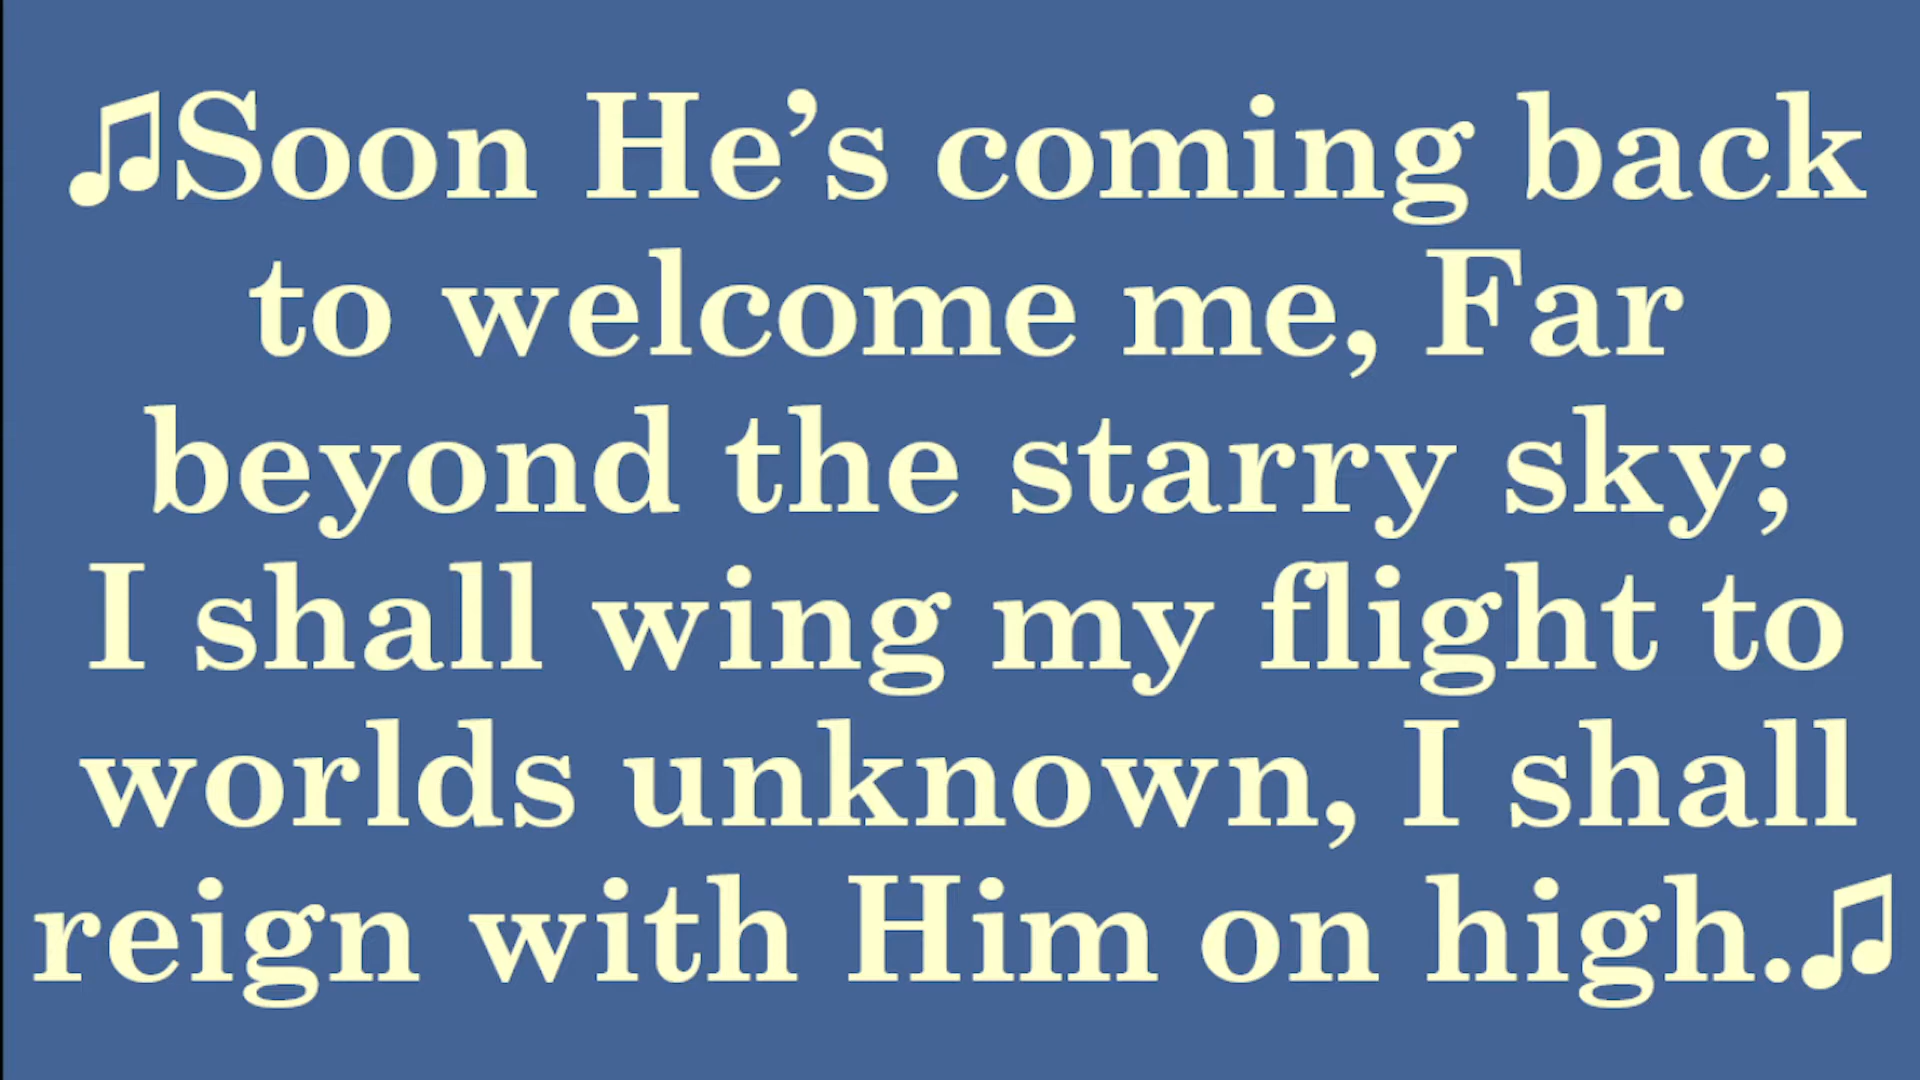 ♫Soon He’s coming back
to welcome me, Far
beyond the starry sky;
I shall wing my flight to
worlds unknown, I shall
reign with Him on high.♫